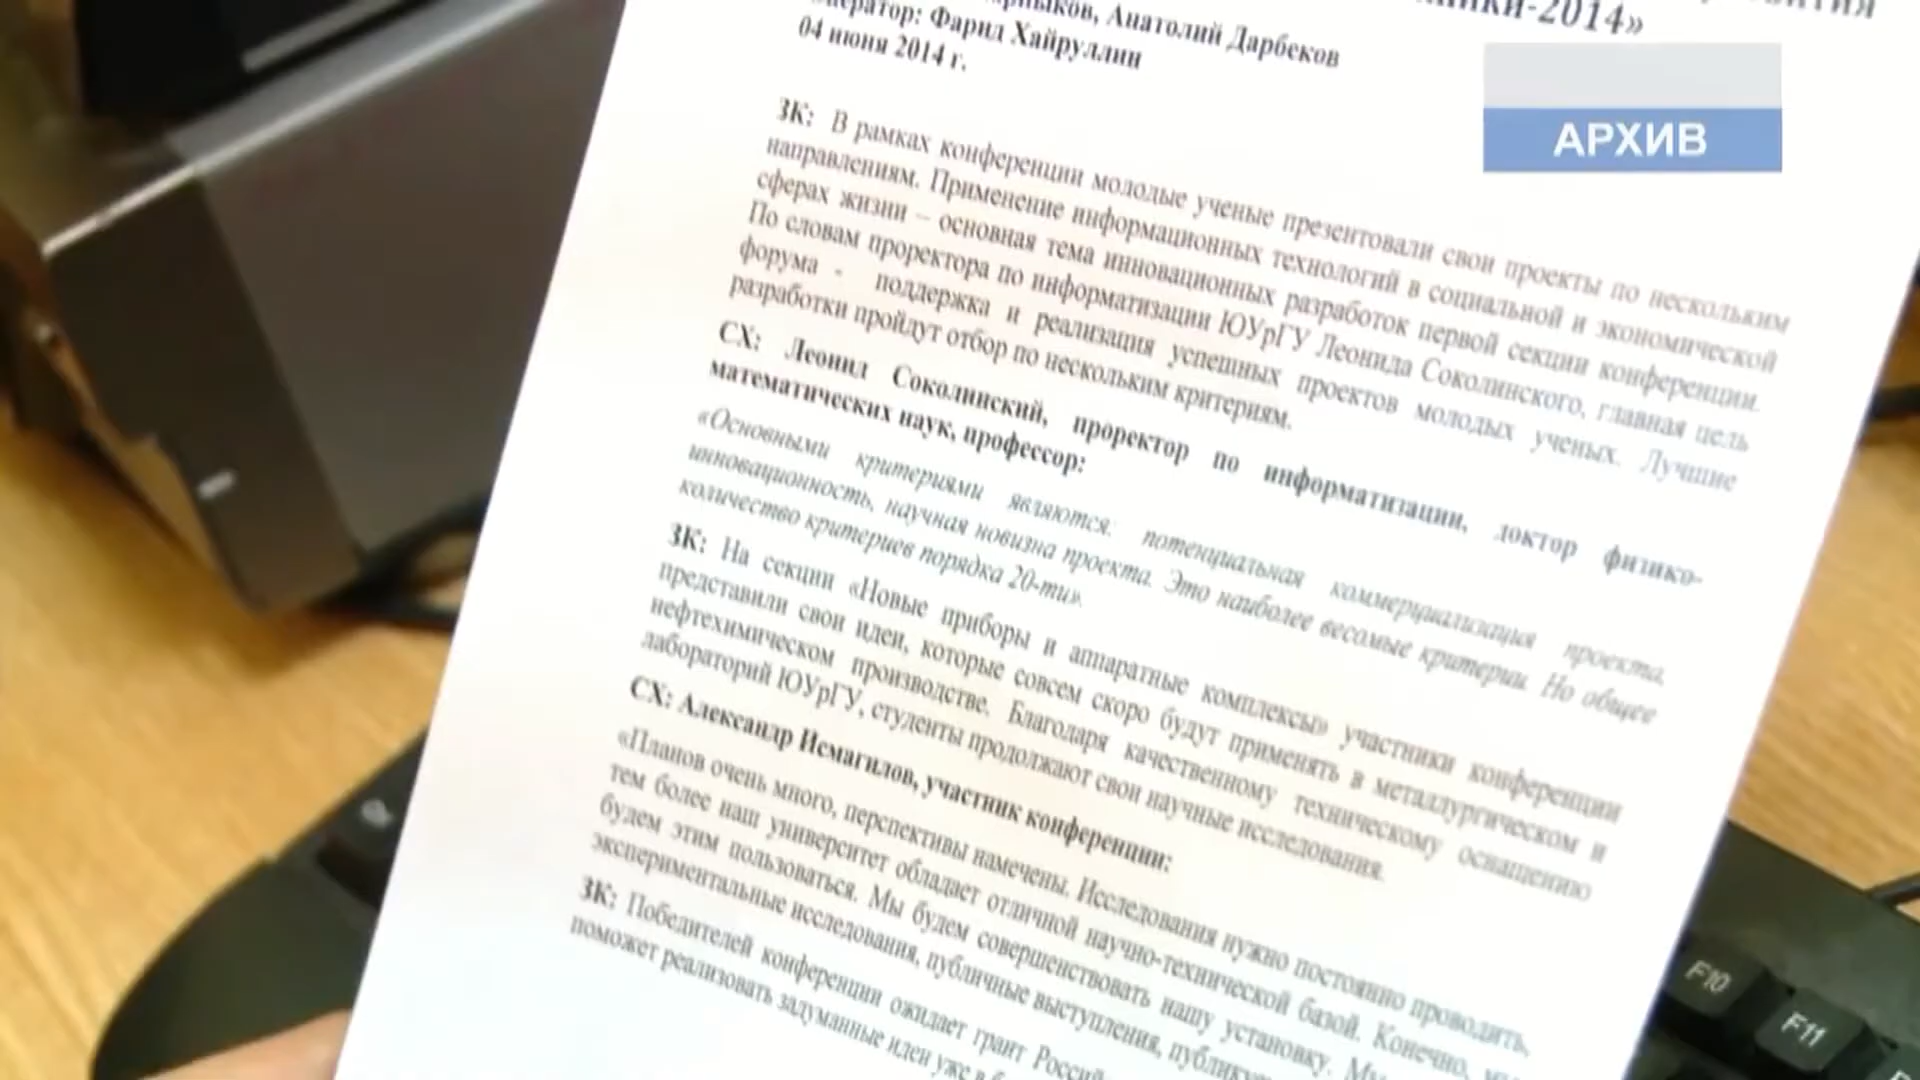 ники-2014»
Анатолий Дарбеков
Оператор: Фарид Хайруллин
04 июня 2014 г.
АРХИВ
ЗК: В рамках конференции молодые ученые презентовали свои проекты по нескольким
направлениям. Применение информационных технологий в социальной и экономической
сферах жизни – основная тема инновационных разработок первой секции конференции.
По словам проректора по информатизации ЮУрГУ Леонида Соколинского, главная цель
форума - поддержка и реализация успешных проектов молодых ученых. Лучшие
разработки пройдут отбор по нескольким критериям.
СХ: Леонид Соколинский, проректор по информатизации, доктор физико-
математических наук, профессор:
«Основными критериями являются: потенциальная коммерциализация проекта,
инновационность, научная новизна проекта. Это наиболее весомые критерии. Но общее
количество критериев порядка 20-ти».
ЗК: На секции «Новые приборы и аппаратные комплексы» участники конференции
представили свои идеи, которые совсем скоро будут применять в металлургическом и
нефтехимическом производстве. Благодаря качественному техническому оснащению
лабораторий ЮУрГУ, студенты продолжают свои научные исследования.
СХ: Александр Исмагилов, участник конференции:
«Планов очень много, перспективы намечены. Исследования нужно постоянно проводить,
тем более наш университет обладает отличной научно-технической базой. Конечно, мы
будем этим пользоваться. Мы будем совершенствовать нашу установку. Мы
экспериментальные исследования, публичные выступления,
ЗК: Победителей конференции ожидает грант
поможет реализовать задуманные идеи уже в
F10
F11